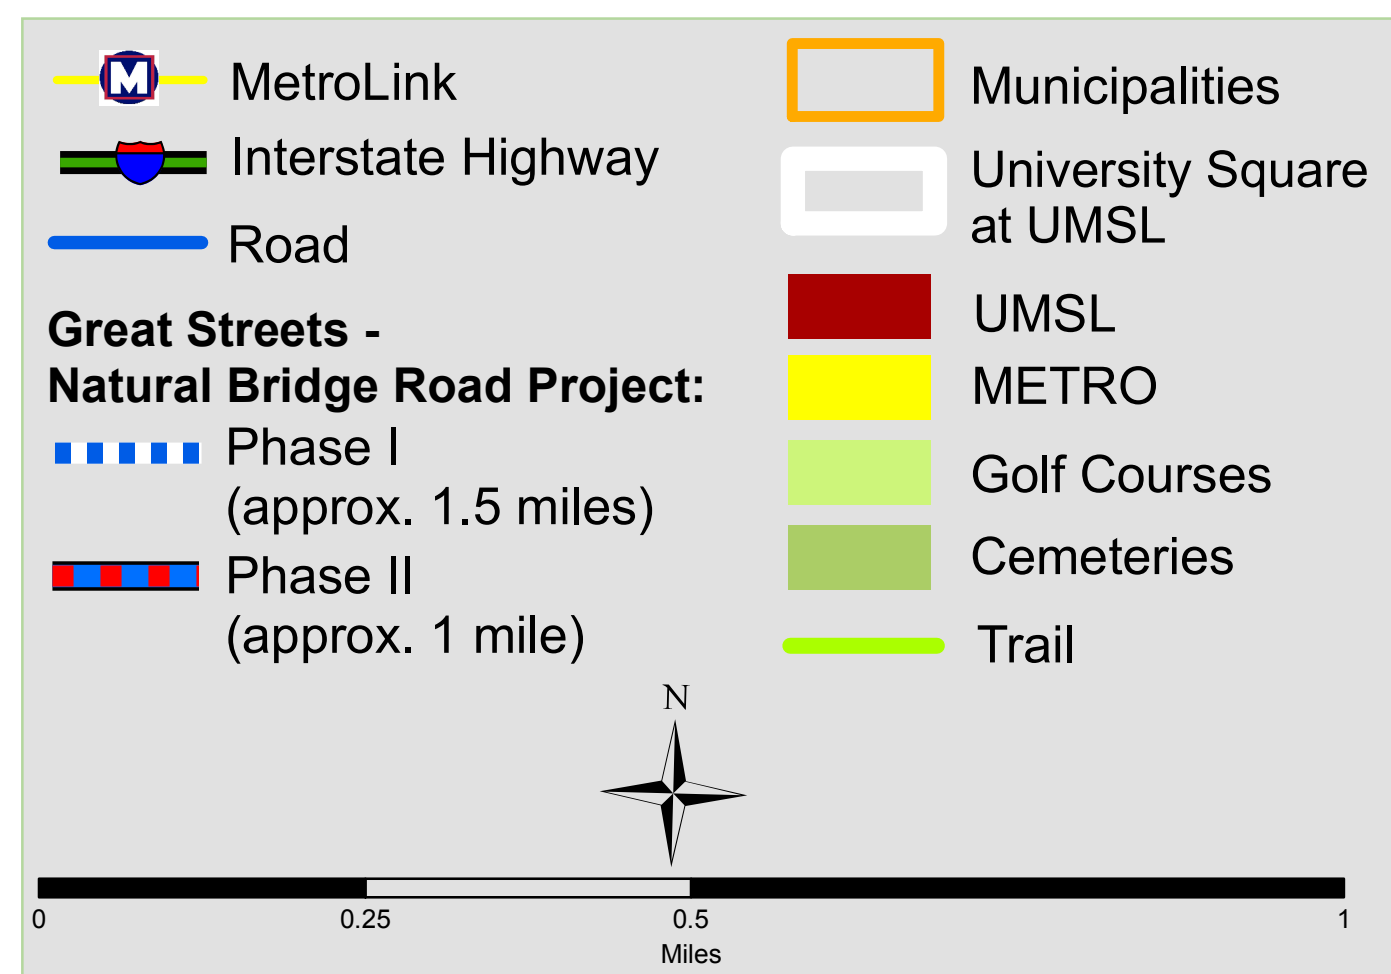 M
MetroLink
Interstate Highway
Road
Great Streets -
Natural Bridge Road Project:
Phase I
(approx. 1.5 miles)
Phase II
(approx. 1 mile)
Municipalities
University Square
at UMSL
UMSL
METRO
Golf Courses
Cemeteries
Trail
N
0 0.25 0.5 1
Miles